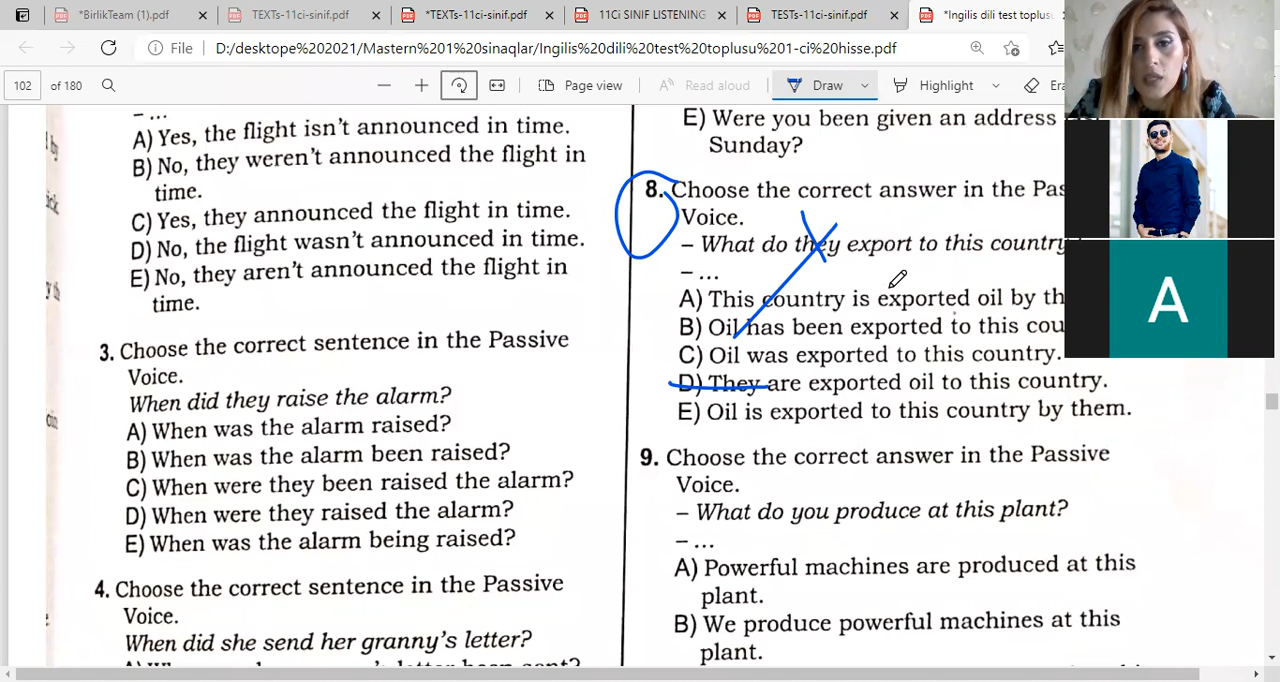 *BirlikTeam (1).pdf
TEXTs-11ci-sinif.pdf
*TEXTs-11ci-sinif.pdf
11Ci SINIF LISTENING
TESTs-11ci-sinif.pdf
*Ingilis dili test toplusu
File
D:/desktope%202021/Mastern%201%20sinaqlar/Ingilis%20dili%20test%20toplusu%201-ci%20hisse.pdf
102 of 180
Page view
Read aloud
Draw
Highlight
Era
– ...
A) Yes, the flight isn't announced in time.
B) No, they weren't announced the flight in
time.
C) Yes, they announced the flight in time.
D) No, the flight wasn't announced in time.
E) No, they aren't announced the flight in
time.
3. Choose the correct sentence in the Passive
Voice.
When did they raise the alarm?
A) When was the alarm raised?
B) When was the alarm been raised?
C) When were they been raised the alarm?
D) When were they raised the alarm?
E) When was the alarm being raised?
4. Choose the correct sentence in the Passive
Voice.
When did she send her granny's letter?
E) Were you been given an address
Sunday?
8. Choose the correct answer in the Pas
Voice.
– What do they export to this country
– ...
A) This country is exported oil by th
B) Oil has been exported to this cou
C) Oil was exported to this country.
D) They are exported oil to this country.
E) Oil is exported to this country by them.
9. Choose the correct answer in the Passive
Voice.
– What do you produce at this plant?
– ...
A) Powerful machines are produced at this
plant.
B) We produce powerful machines at this
plant.
A